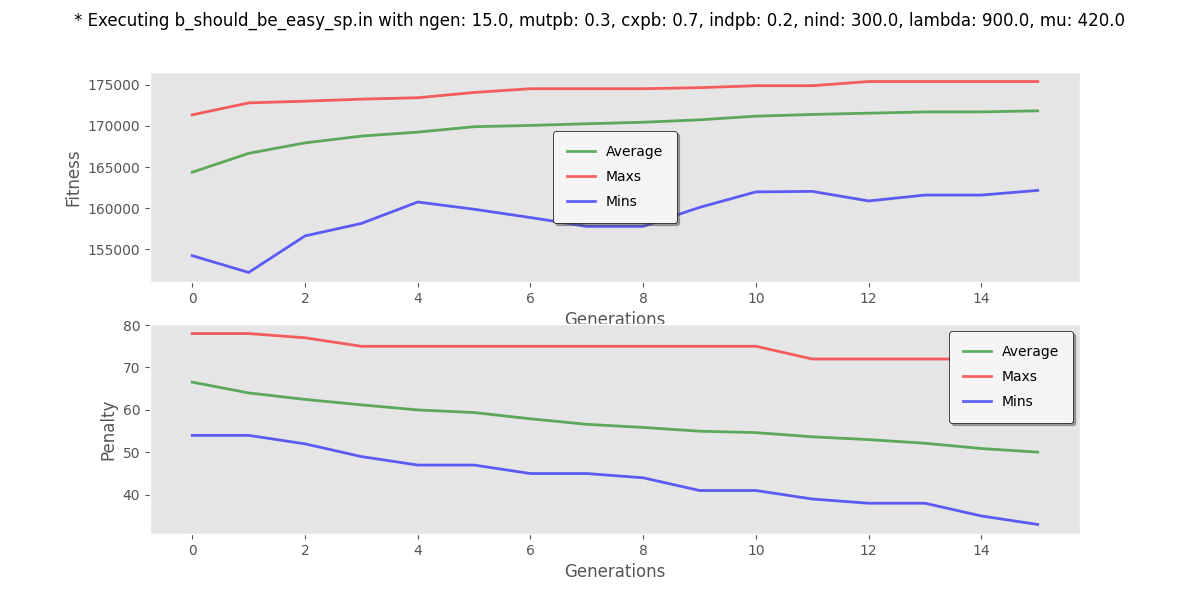 * Executing b_should_be_easy_sp.in with ngen: 15.0, mutpb: 0.3, cxpb: 0.7, indpb: 0.2, nind: 300.0, lambda: 900.0, mu: 420.0
175000
170000
165000
160000
155000
Fitness
Average
Maxs
Mins
0 2 4 6 8 10 12 14
Generations
80
70
60
50
40
Penalty
Average
Maxs
Mins
0 2 4 6 8 10 12 14
Generations